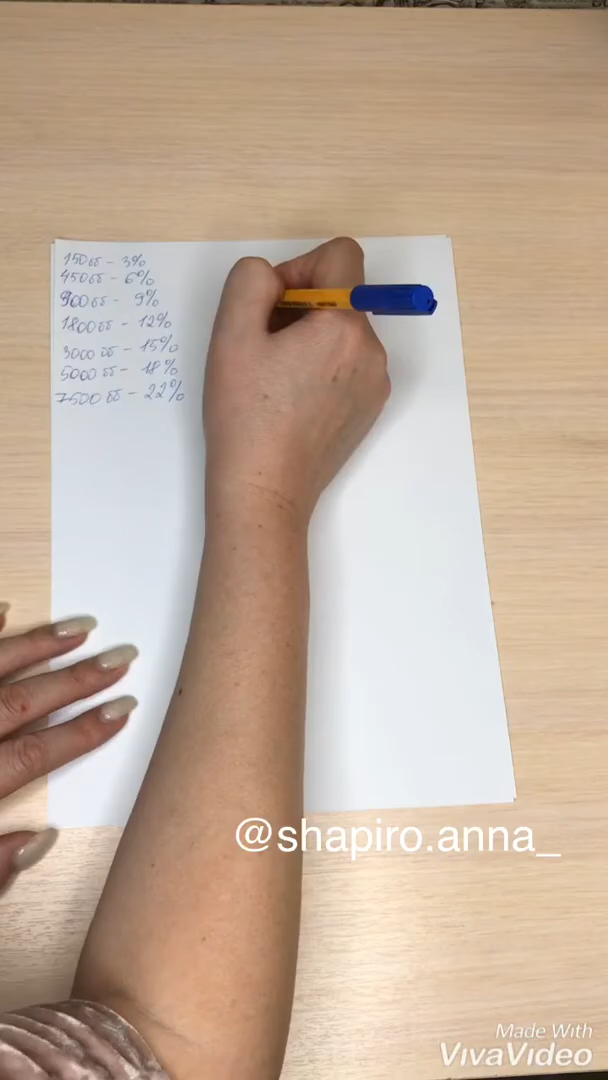 150 бб - 3%
450 бб - 6%
900 бб - 9%
1800 бб - 12%
3000 бб - 15%
5000 бб - 18%
7500 бб - 22%
@shapiro.anna_
Made With
VivaVideo